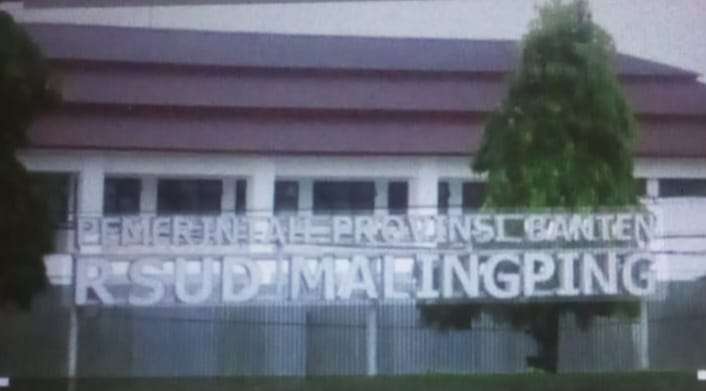 PEMERINTAH PROVINSI BANTEN
RSUD MALINGPING